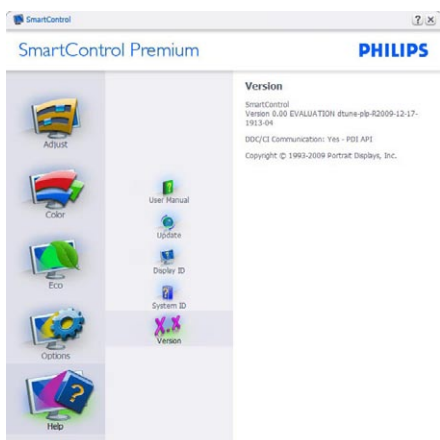 SmartControl
SmartControl Premium
PHILIPS
Version
SmartControl
Version 0.00 EVALUATION dtune-plp-R2009-12-17-
1913-04
DDC/CI Communication: Yes - PDI API
Copyright © 1993-2009 Portrait Displays, Inc.
Adjust
Color
Eco
Options
Help
User Manual
Update
Display ID
System ID
X.X
Version